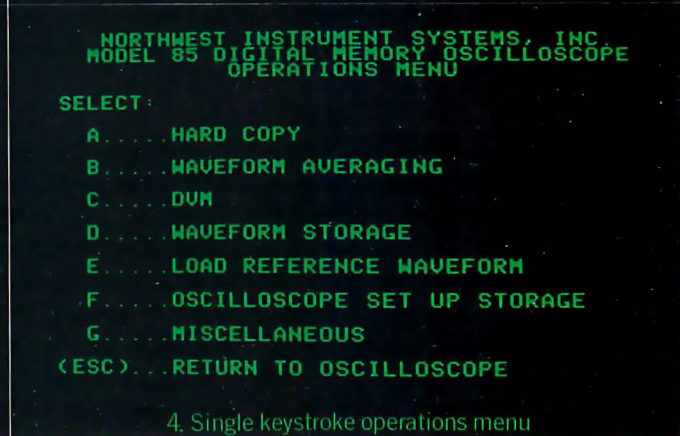 NORTHWEST INSTRUMENT SYSTEMS, INC.
MODEL 85 DIGITAL MEMORY OSCILLOSCOPE
OPERATIONS MENU
SELECT:
A.....HARD COPY
B.....WAVEFORM AVERAGING
C.....DVM
D.....WAVEFORM STORAGE
E.....LOAD REFERENCE WAVEFORM
F.....OSCILLOSCOPE SET UP STORAGE
G.....MISCELLANEOUS
(ESC)...RETURN TO OSCILLOSCOPE
4. Single keystroke operations menu